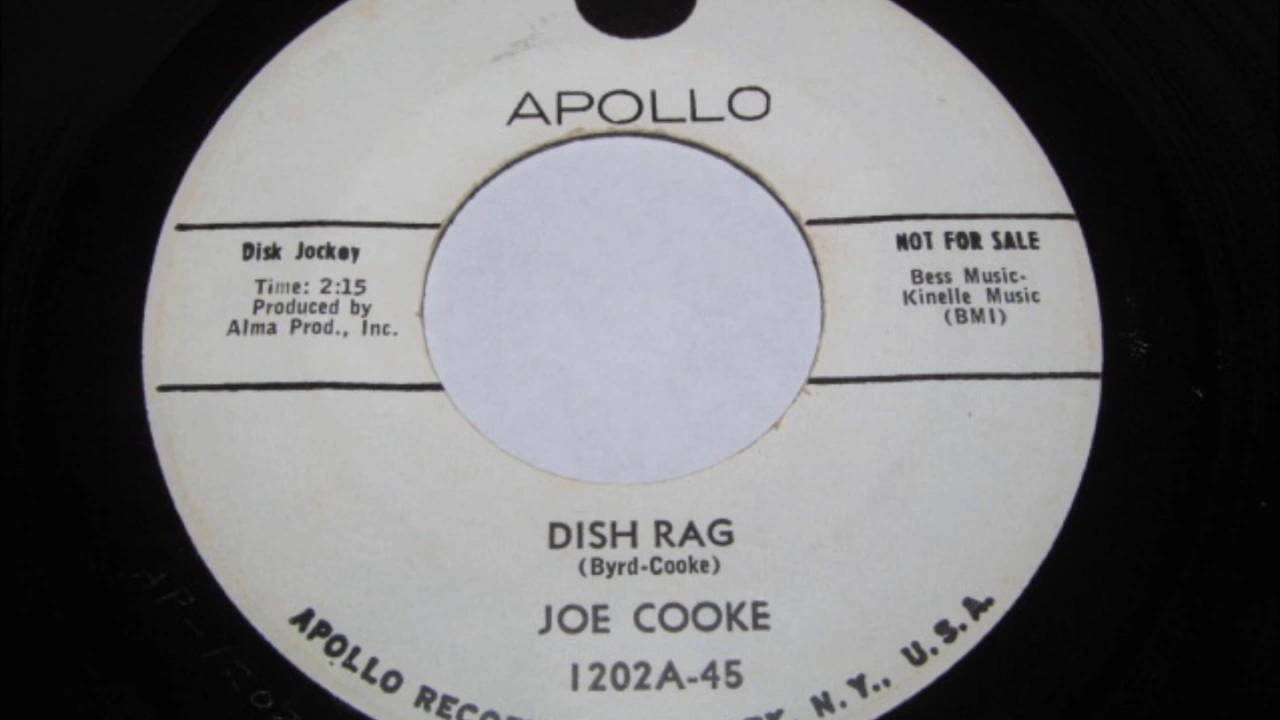 APOLLO
Disk Jockey
Time: 2:15
Produced by
Alma Prod., Inc.
NOT FOR SALE
Bess Music-
Kinelle Music
(BMI)
DISH RAG
(Byrd-Cooke)
JOE COOKE
1202A-45
APOLLO N.Y., U.S.A.